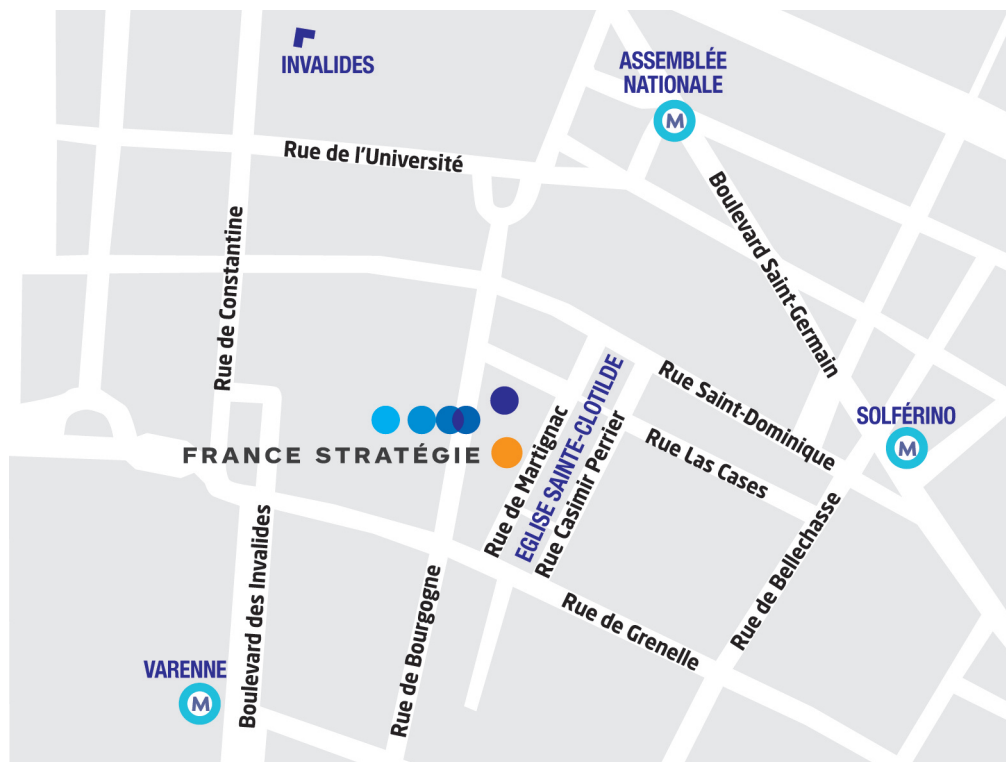 INVALIDES
ASSEMBLÉE
NATIONALE
M
Rue de l'Université
Boulevard Saint-Germain
Rue de Constantine
Rue Saint-Dominique
SOLFÉRINO
M
FRANCE STRATÉGIE
Rue de Martignac
EGLISE SAINTE-CLOTILDE
Rue Casimir Perrier
Rue Las Cases
Rue de Bellechasse
Boulevard des Invalides
Rue de Bourgogne
Rue de Grenelle
VARENNE
M